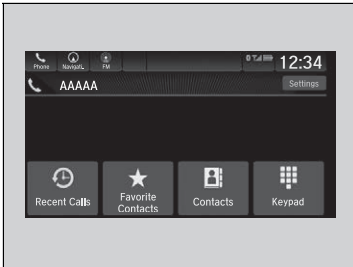 Phone Navigati.. FM 12:34
AAAAA Settings
Recent Calls Favorite Contacts Contacts Keypad